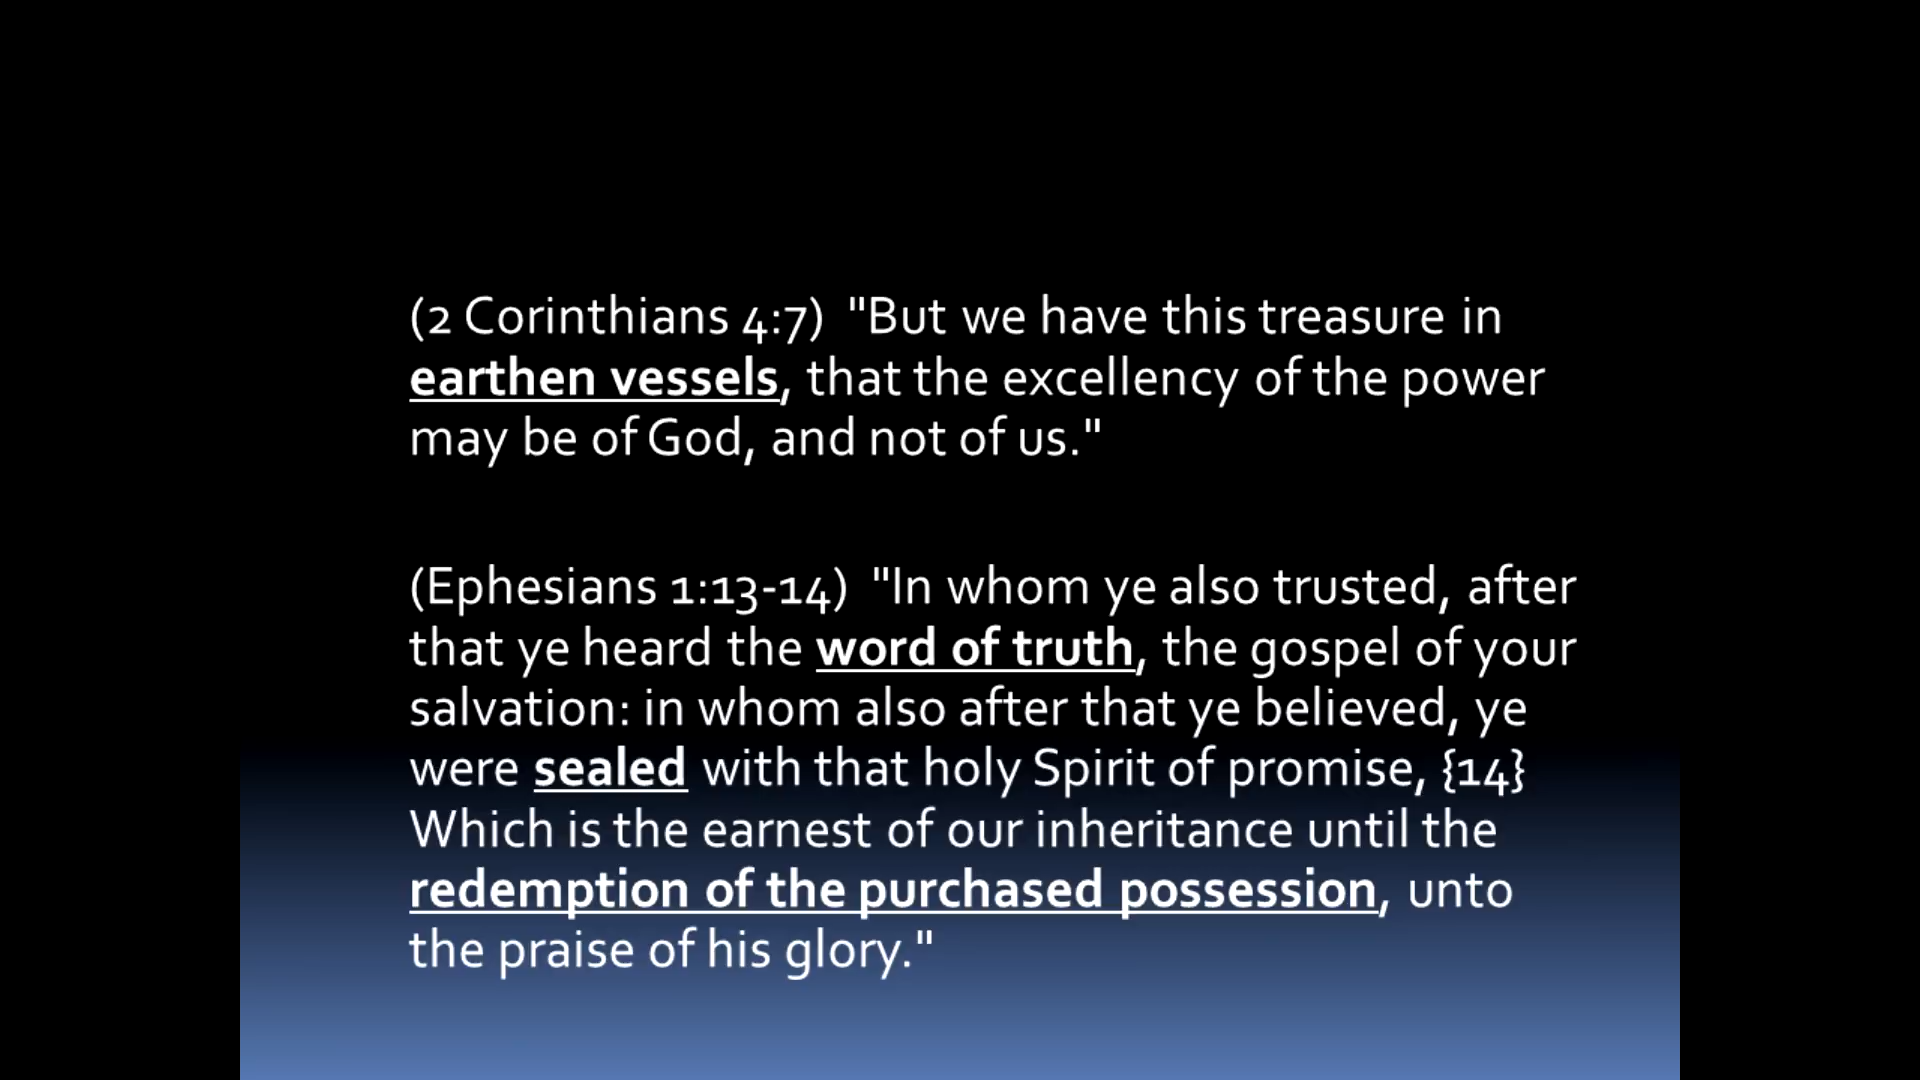 (2 Corinthians 4:7)  "But we have this treasure in
earthen vessels, that the excellency of the power
may be of God, and not of us."
(Ephesians 1:13-14)  "In whom ye also trusted, after
that ye heard the word of truth, the gospel of your
salvation: in whom also after that ye believed, ye
were sealed with that holy Spirit of promise, {14}
Which is the earnest of our inheritance until the
redemption of the purchased possession, unto
the praise of his glory."